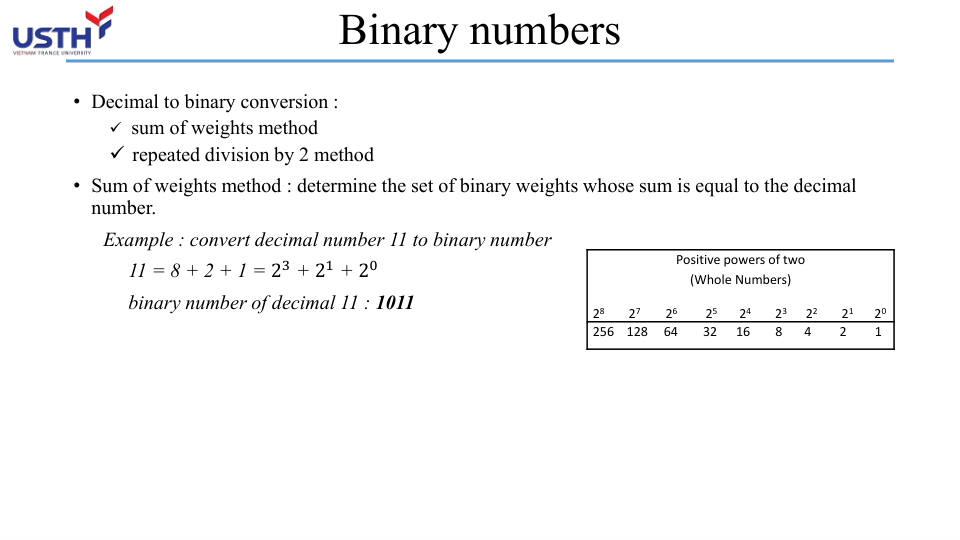 USTH
VIETNAM FRANCE UNIVERSITY
Binary numbers
• Decimal to binary conversion :
✓ sum of weights method
✓ repeated division by 2 method
• Sum of weights method : determine the set of binary weights whose sum is equal to the decimal
number.
Example : convert decimal number 11 to binary number
11 = 8 + 2 + 1 = 2³ + 2¹ + 2⁰
binary number of decimal 11 : 1011
Positive powers of two
(Whole Numbers)
2⁸ 2⁷ 2⁶ 2⁵ 2⁴ 2³ 2² 2¹ 2⁰
256 128 64 32 16 8 4 2 1